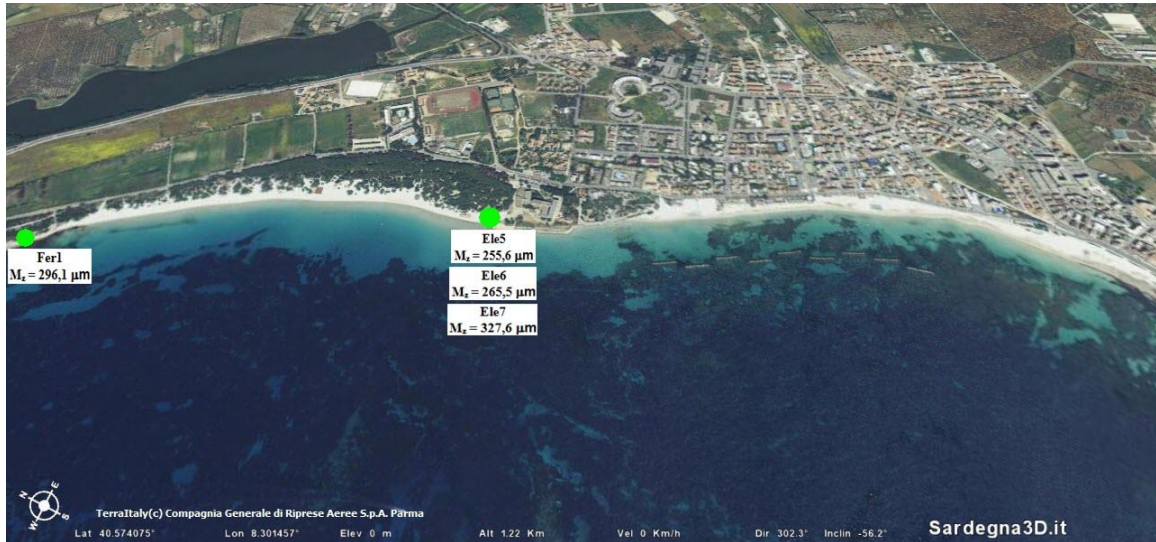 Fer1
Mz = 296,1 μm
Ele5
Mz = 255,6 μm
Ele6
Mz = 265,5 μm
Ele7
Mz = 327,6 μm
N
E
W
S
TerraItaly(c) Compagnia Generale di Riprese Aeree S.p.A. Parma
Lat 40.574075° Lon 8.301457° Elev 0 m Alt 1.22 Km Vel 0 Km/h Dir 302.3° Inclin -56.2°
Sardegna3D.it